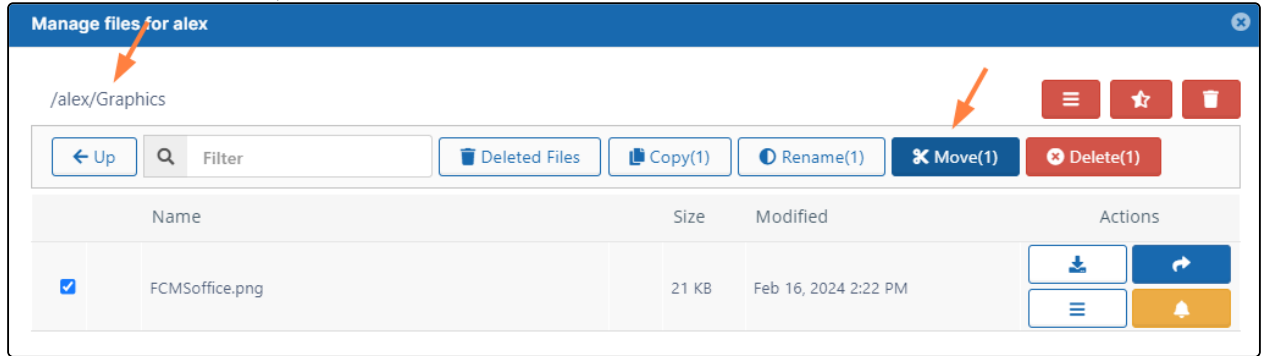 Manage files for alex
/alex/Graphics
Up Filter Deleted Files Copy(1) Rename(1) Move(1) Delete(1)
Name Size Modified Actions
FCMSoffice.png 21 KB Feb 16, 2024 2:22 PM